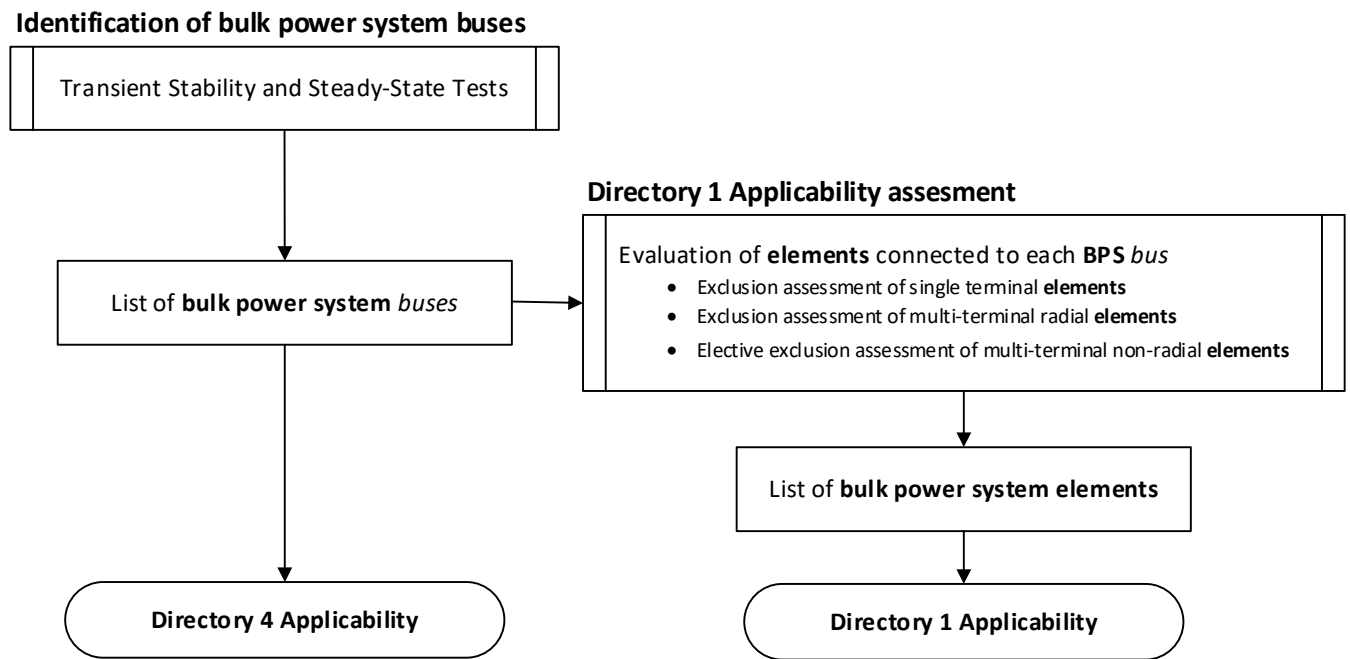 Identification of bulk power system buses
Transient Stability and Steady-State Tests
Directory 1 Applicability assesment
Evaluation of elements connected to each BPS bus
• Exclusion assessment of single terminal elements
• Exclusion assessment of multi-terminal radial elements
• Elective exclusion assessment of multi-terminal non-radial elements
List of bulk power system buses
List of bulk power system elements
Directory 4 Applicability
Directory 1 Applicability